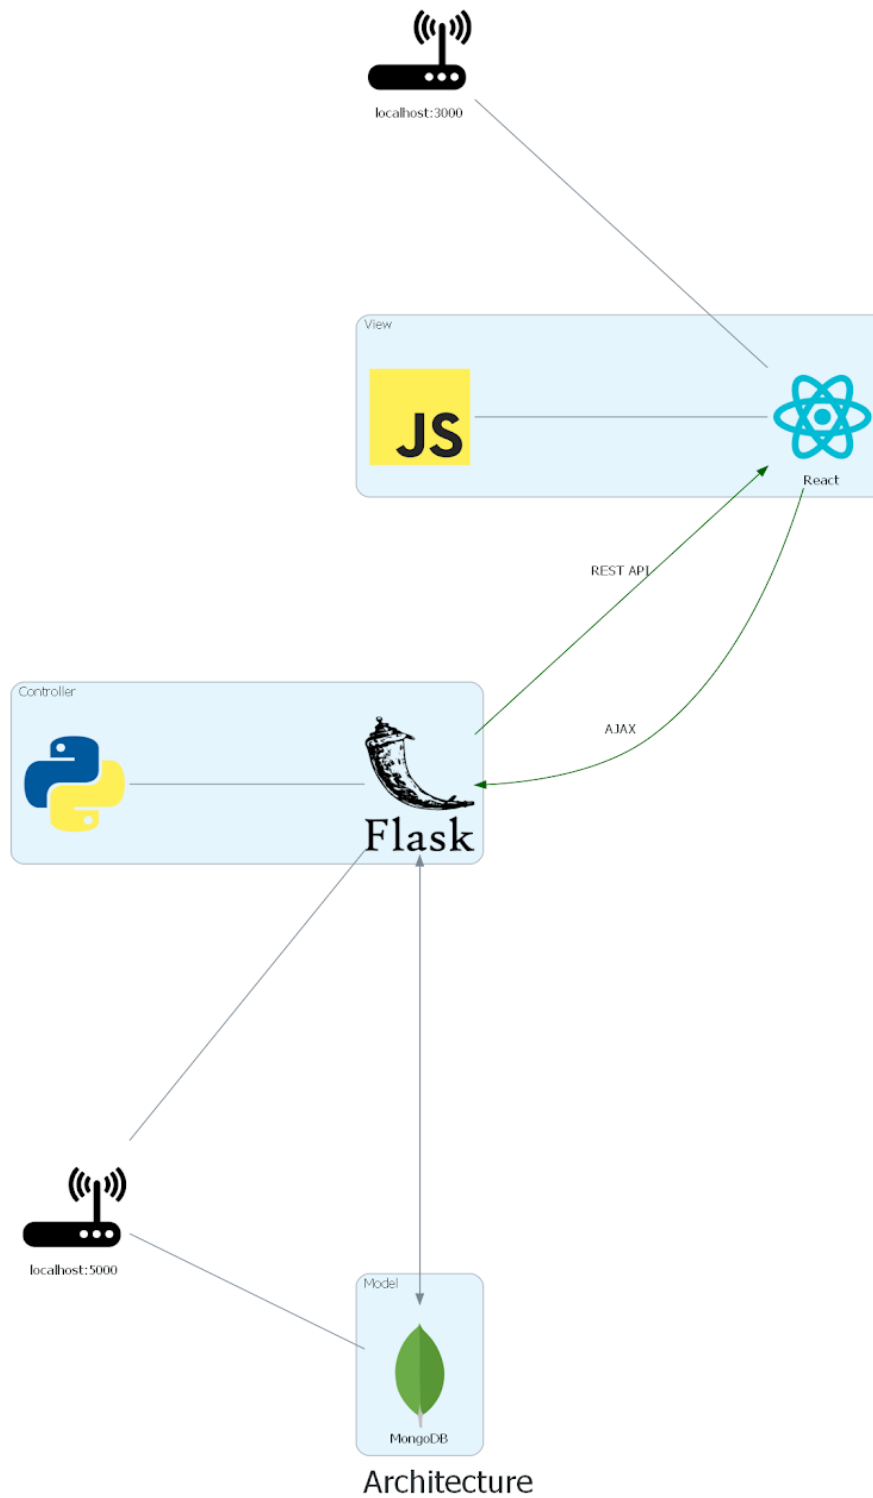 localhost:3000
View
JS
React
REST API
Controller
AJAX
Flask
localhost:5000
Model
MongoDB
Architecture